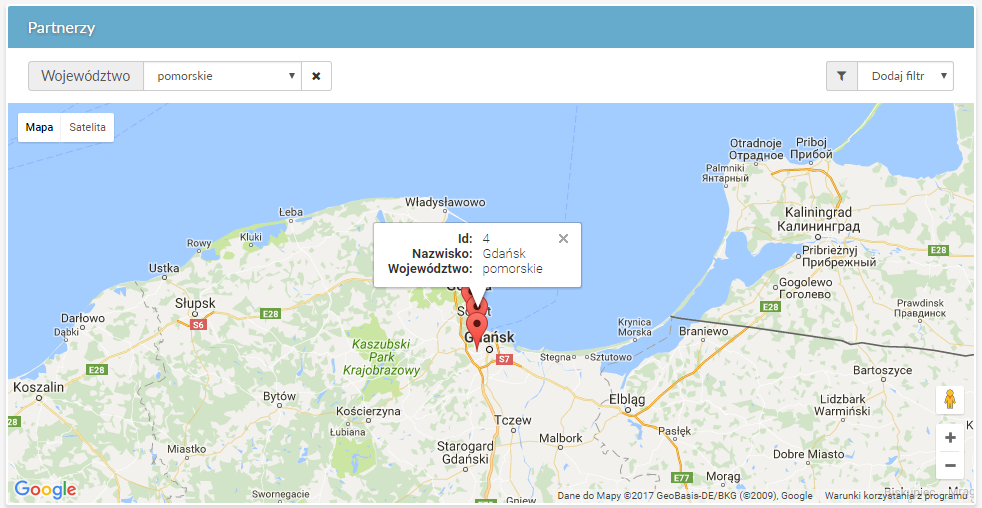 Partnerzy
Województwo pomorskie Dodaj filtr
Mapa Satelita
Otradnoje
Отрадное
Priboj
Прибой
Palmniki
Янтарный
Kaliningrad
Калининград
E28
Pribrieżnyj
Прибрежный
Gogolewo
Гоголево
E28
Prawdinsk
Правдинск
Władysławowo
Łeba
Rowy
Kluki
Ustka
Id: 4
Nazwisko: Gdańsk
Województwo: pomorskie
Słupsk
S6
E28
Darłowo
Dąbki
E28
Koszalin
E28
Kaszubski
Park
Krajobrazowy
Gdańsk
S7
Stegna
Sztutowo
Krynica
Morska
Braniewo
Bartoszyce
Lidzbark
Warmiński
Elbląg
Bytów
Kościerzyna
Łubiana
Tczew
Malbork
Pasłęk
Miastko
Starogard
Gdański
Dobre Miasto
E77
Morąg
Swornegacie
Gniew
Google
Dane do Mapy ©2017 GeoBasis-DE/BKG (©2009), Google Warunki korzystania z programu